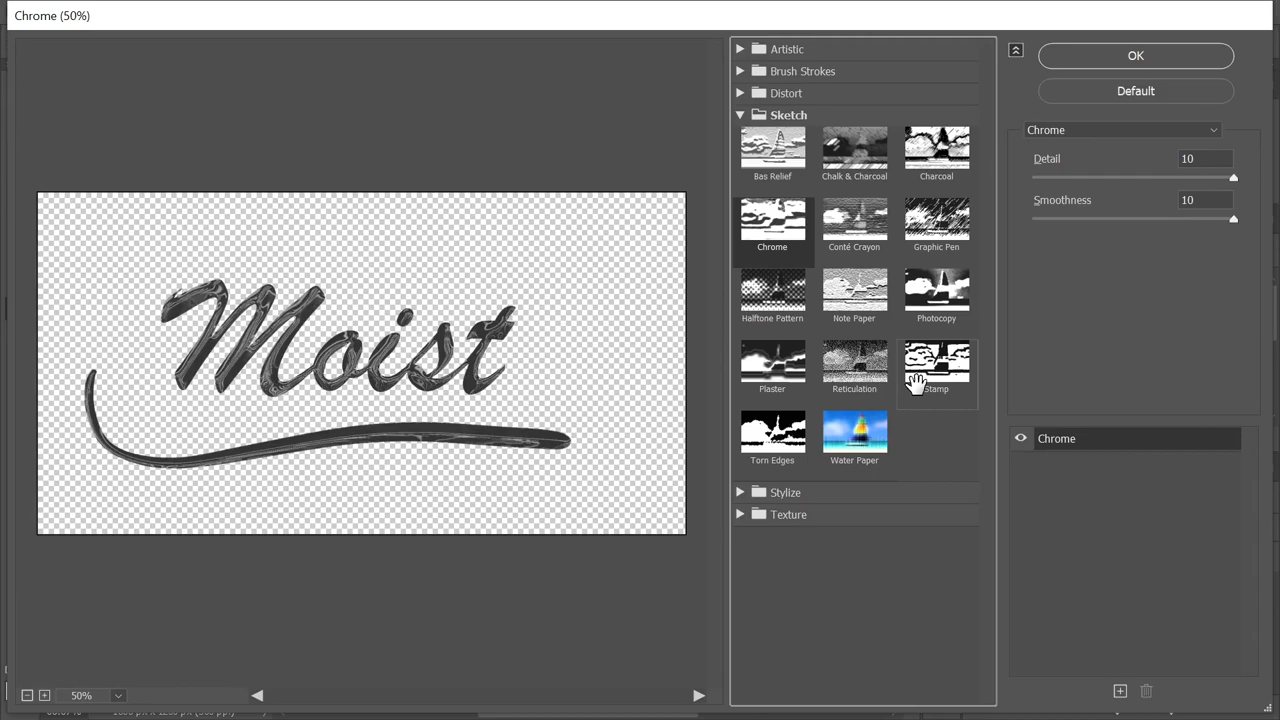 Chrome (50%)
Moist
50%
Artistic
Brush Strokes
Distort
Sketch
Bas Relief
Chalk & Charcoal
Charcoal
Chrome
Conté Crayon
Graphic Pen
Halftone Pattern
Note Paper
Photocopy
Plaster
Reticulation
Stamp
Torn Edges
Water Paper
Stylize
Texture
OK
Default
Chrome
Detail 10
Smoothness 10
Chrome